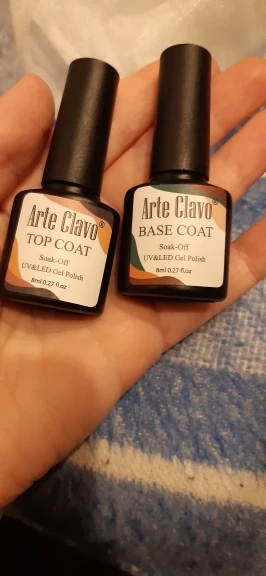 Arte Clavo®
TOP COAT
Soak-Off
UV&LED Gel Polish
8ml 0.27 fl.oz
Arte Clavo®
BASE COAT
Soak-Off
UV&LED Gel Polish
8ml 0.27 fl.oz